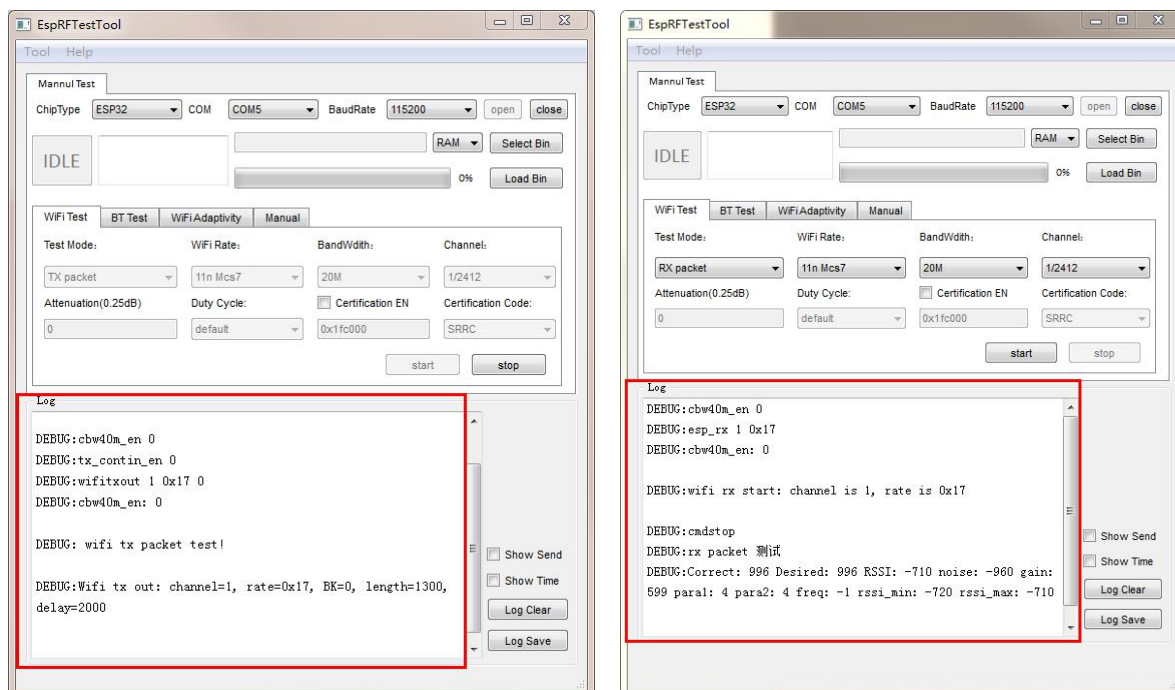 EspRFTestTool
Tool Help
Mannul Test
ChipType ESP32 COM COM5 BaudRate 115200 open close
IDLE RAM Select Bin
0% Load Bin
WiFi Test BT Test WiFi Adaptivity Manual
Test Mode: WiFi Rate: BandWdith: Channel:
TX packet 11n Mcs7 20M 1/2412
Attenuation(0.25dB) Duty Cycle: Certification EN Certification Code:
0 default 0x1fc000 SRRC
start stop
Log
DEBUG:cbw40m_en 0
DEBUG:tx_contin_en 0
DEBUG:wifitxout 1 0x17 0
DEBUG:cbw40m_en: 0
DEBUG: wifi tx packet test!
DEBUG:Wifi tx out: channel=1, rate=0x17, BK=0, length=1300,
delay=2000
Show Send
Show Time
Log Clear
Log Save
EspRFTestTool
Tool Help
Mannul Test
ChipType ESP32 COM COM5 BaudRate 115200 open close
IDLE RAM Select Bin
0% Load Bin
WiFi Test BT Test WiFi Adaptivity Manual
Test Mode: WiFi Rate: BandWdith: Channel:
RX packet 11n Mcs7 20M 1/2412
Attenuation(0.25dB) Duty Cycle: Certification EN Certification Code:
0 default 0x1fc000 SRRC
start stop
Log
DEBUG:cbw40m_en 0
DEBUG:esp_rx 1 0x17
DEBUG:cbw40m_en: 0
DEBUG:wifi rx start: channel is 1, rate is 0x17
DEBUG:cmdstop
DEBUG:rx packet 测试
DEBUG:Correct: 996 Desired: 996 RSSI: -710 noise: -960 gain:
599 para1: 4 para2: 4 freq: -1 rssi_min: -720 rssi_max: -710
Show Send
Show Time
Log Clear
Log Save